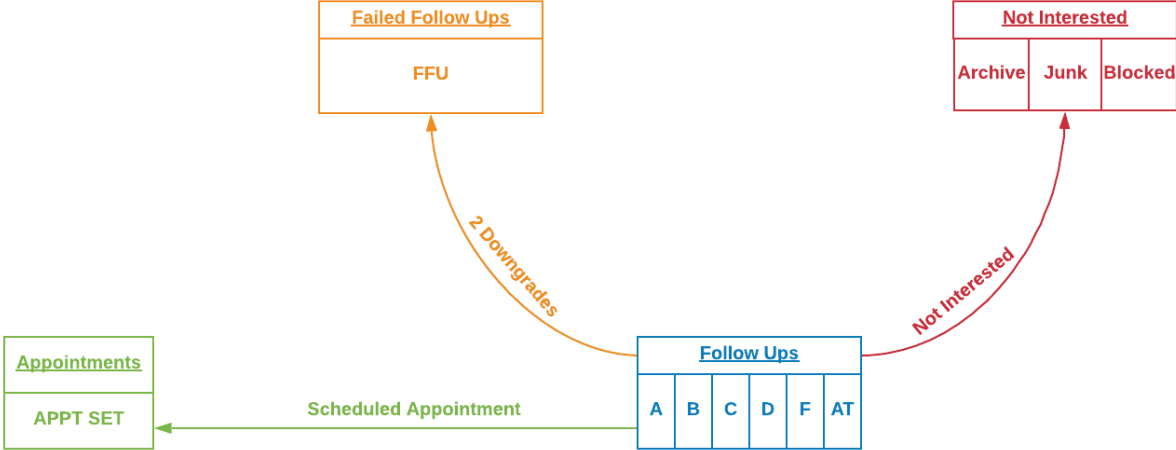 Failed Follow Ups
FFU
Not Interested
Archive Junk Blocked
2 Downgrades
Not Interested
Appointments
APPT SET
Scheduled Appointment
Follow Ups
A B C D F AT